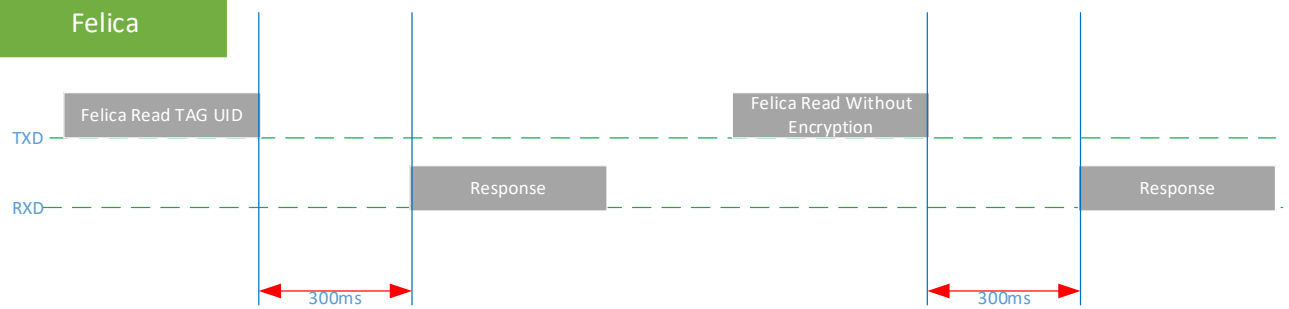 Felica
Felica Read TAG UID
Felica Read Without
Encryption
TXD
Response
Response
RXD
300ms
300ms